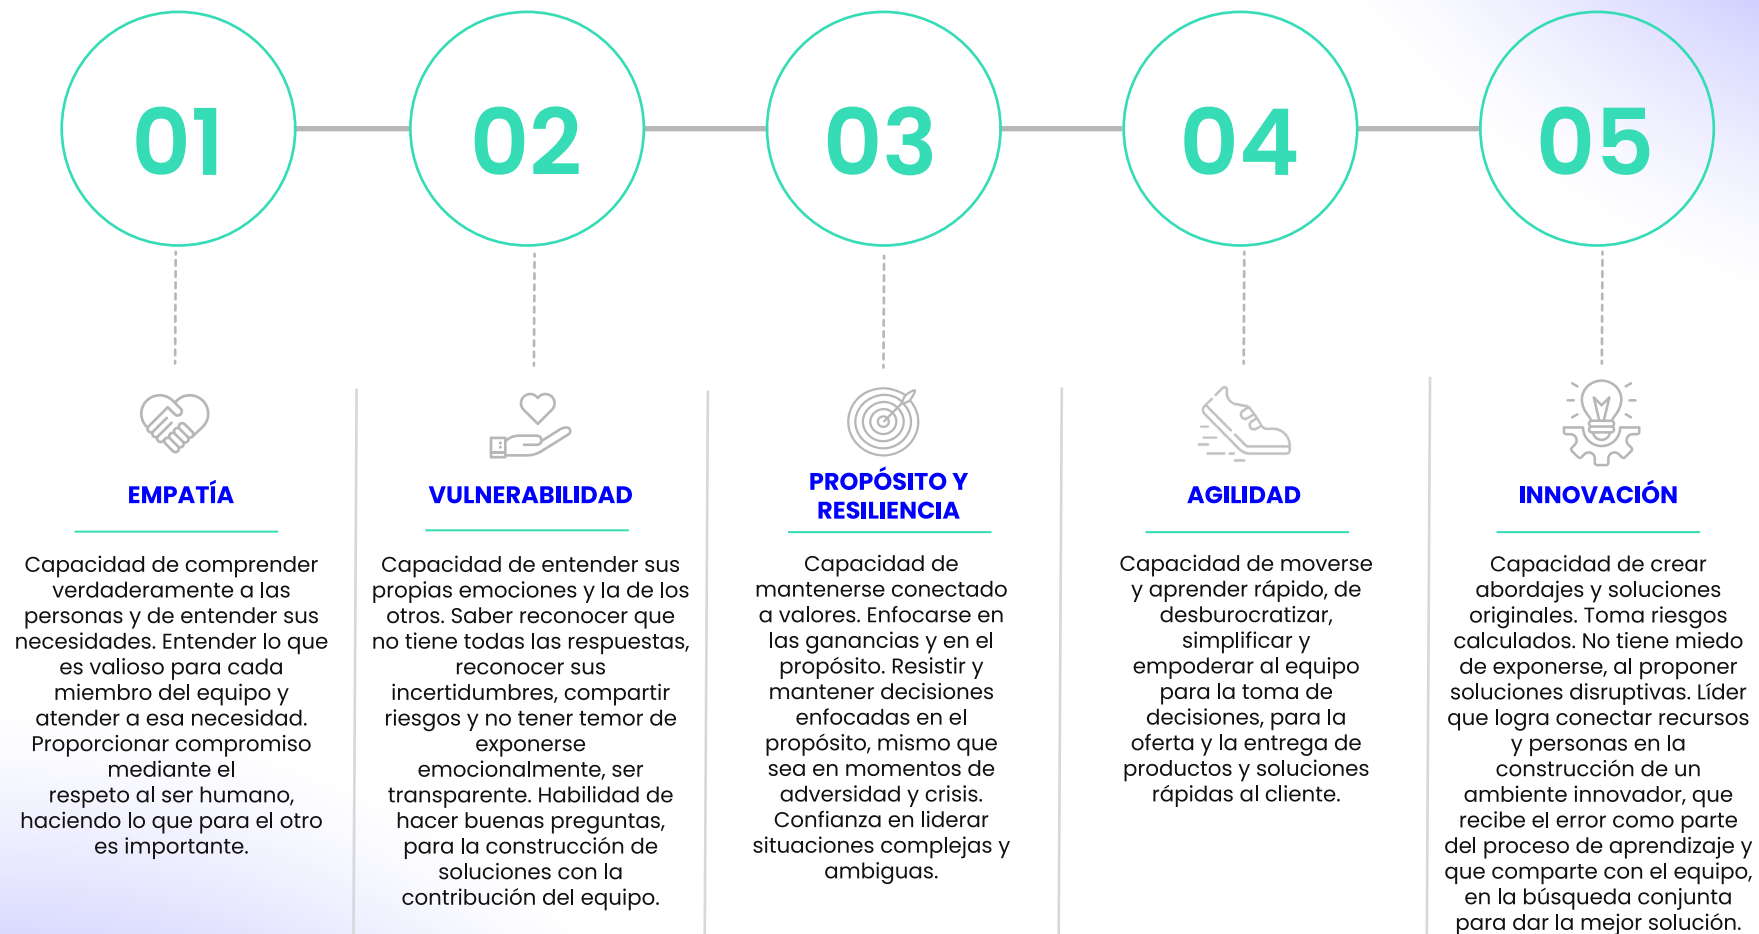 01
02
03
04
05
EMPATÍA
Capacidad de comprender
verdaderamente a las
personas y de entender sus
necesidades. Entender lo que
es valioso para cada
miembro del equipo y
atender a esa necesidad.
Proporcionar compromiso
mediante el
respeto al ser humano,
haciendo lo que para el otro
es importante.
VULNERABILIDAD
Capacidad de entender sus
propias emociones y la de los
otros. Saber reconocer que
no tiene todas las respuestas,
reconocer sus
incertidumbres, compartir
riesgos y no tener temor de
exponerse
emocionalmente, ser
transparente. Habilidad de
hacer buenas preguntas,
para la construcción de
soluciones con la
contribución del equipo.
PROPÓSITO Y
RESILIENCIA
Capacidad de
mantenerse conectado
a valores. Enfocarse en
las ganancias y en el
propósito. Resistir y
mantener decisiones
enfocadas en el
propósito, mismo que
sea en momentos de
adversidad y crisis.
Confianza en liderar
situaciones complejas y
ambiguas.
AGILIDAD
Capacidad de moverse
y aprender rápido, de
desburocratizar,
simplificar y
empoderar al equipo
para la toma de
decisiones, para la
oferta y la entrega de
productos y soluciones
rápidas al cliente.
INNOVACIÓN
Capacidad de crear
abordajes y soluciones
originales. Toma riesgos
calculados. No tiene miedo
de exponerse, al proponer
soluciones disruptivas. Líder
que logra conectar recursos
y personas en la
construcción de un
ambiente innovador, que
recibe el error como parte
del proceso de aprendizaje y
que comparte con el equipo,
en la búsqueda conjunta
para dar la mejor solución.